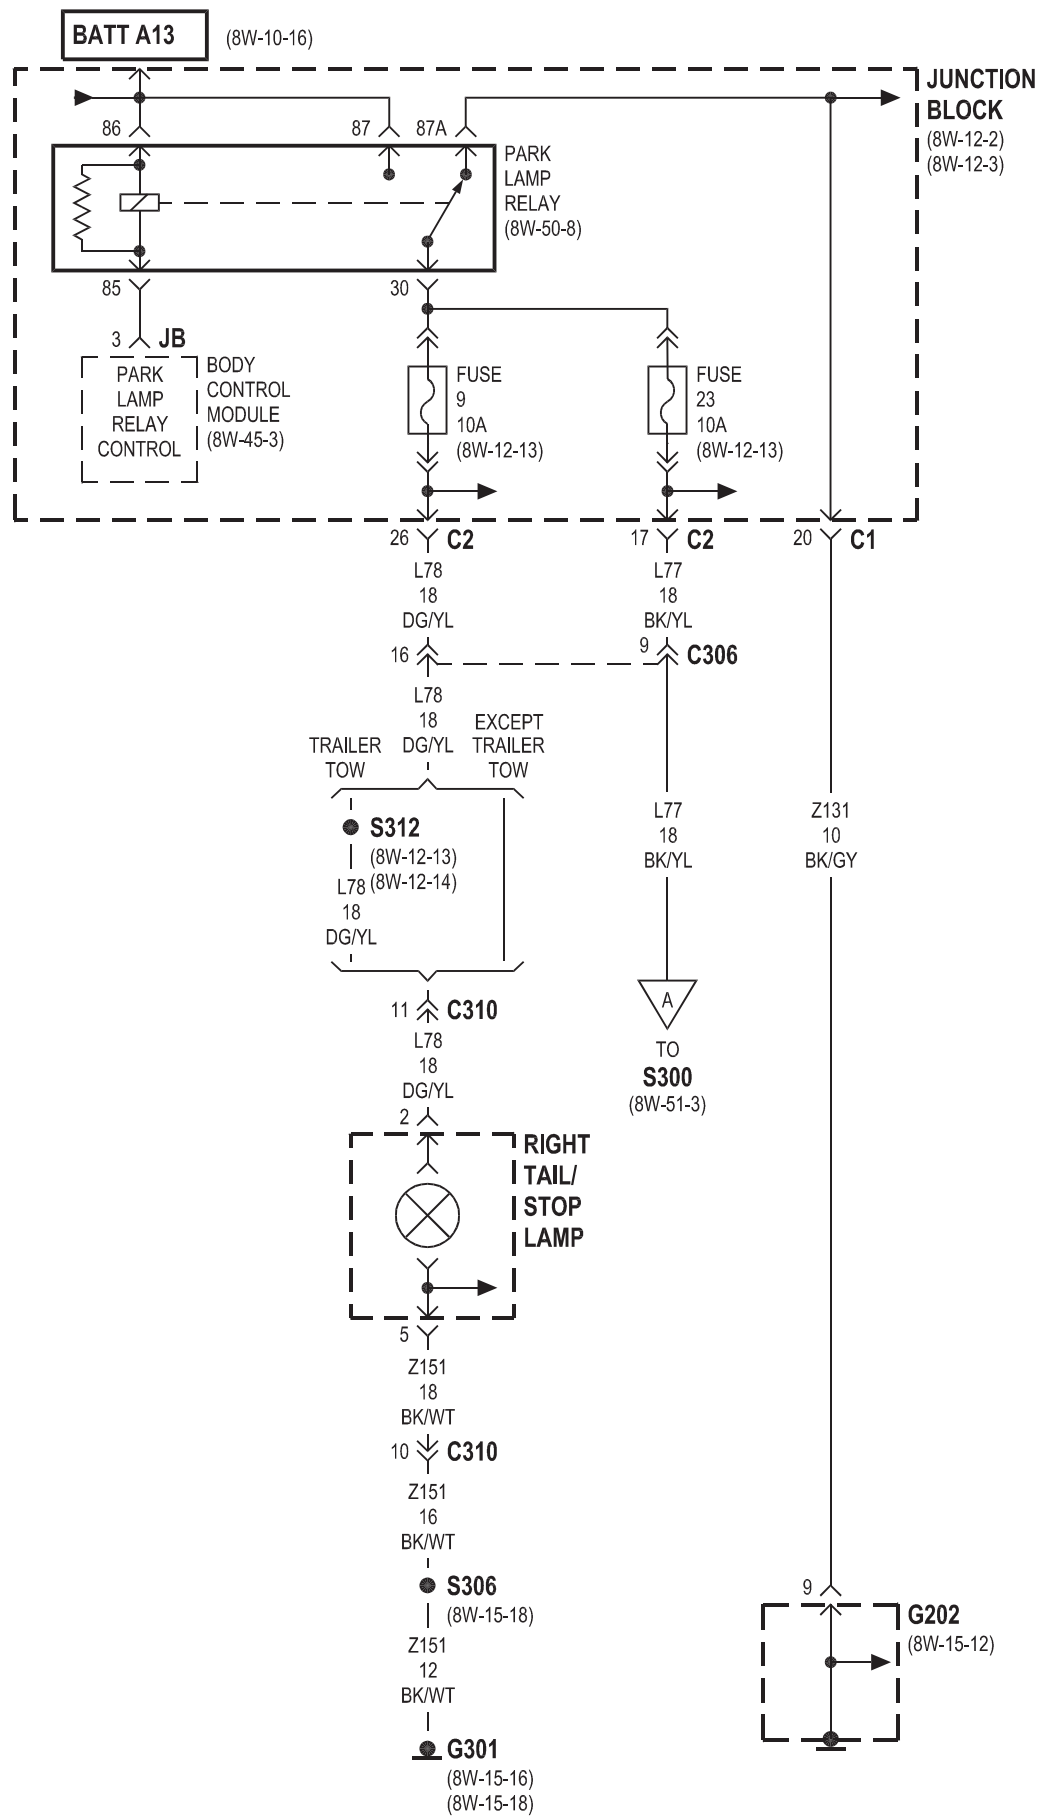 BATT A13
(8W-10-16)
JUNCTION
BLOCK
(8W-12-2)
(8W-12-3)
86
87
87A
PARK
LAMP
RELAY
(8W-50-8)
85
30
3
JB
PARK
LAMP
RELAY
CONTROL
BODY
CONTROL
MODULE
(8W-45-3)
FUSE
9
10A
(8W-12-13)
FUSE
23
10A
(8W-12-13)
26
C2
17
C2
20
C1
L78
18
DG/YL
L77
18
BK/YL
16
9
C306
L78
18
DG/YL
TRAILER
TOW
EXCEPT
TRAILER
TOW
S312
(8W-12-13)
(8W-12-14)
L78
18
DG/YL
L77
18
BK/YL
Z131
10
BK/GY
A
TO
S300
(8W-51-3)
11
C310
L78
18
DG/YL
2
RIGHT
TAIL/
STOP
LAMP
5
Z151
18
BK/WT
10
C310
Z151
16
BK/WT
S306
(8W-15-18)
Z151
12
BK/WT
G301
(8W-15-16)
(8W-15-18)
9
G202
(8W-15-12)